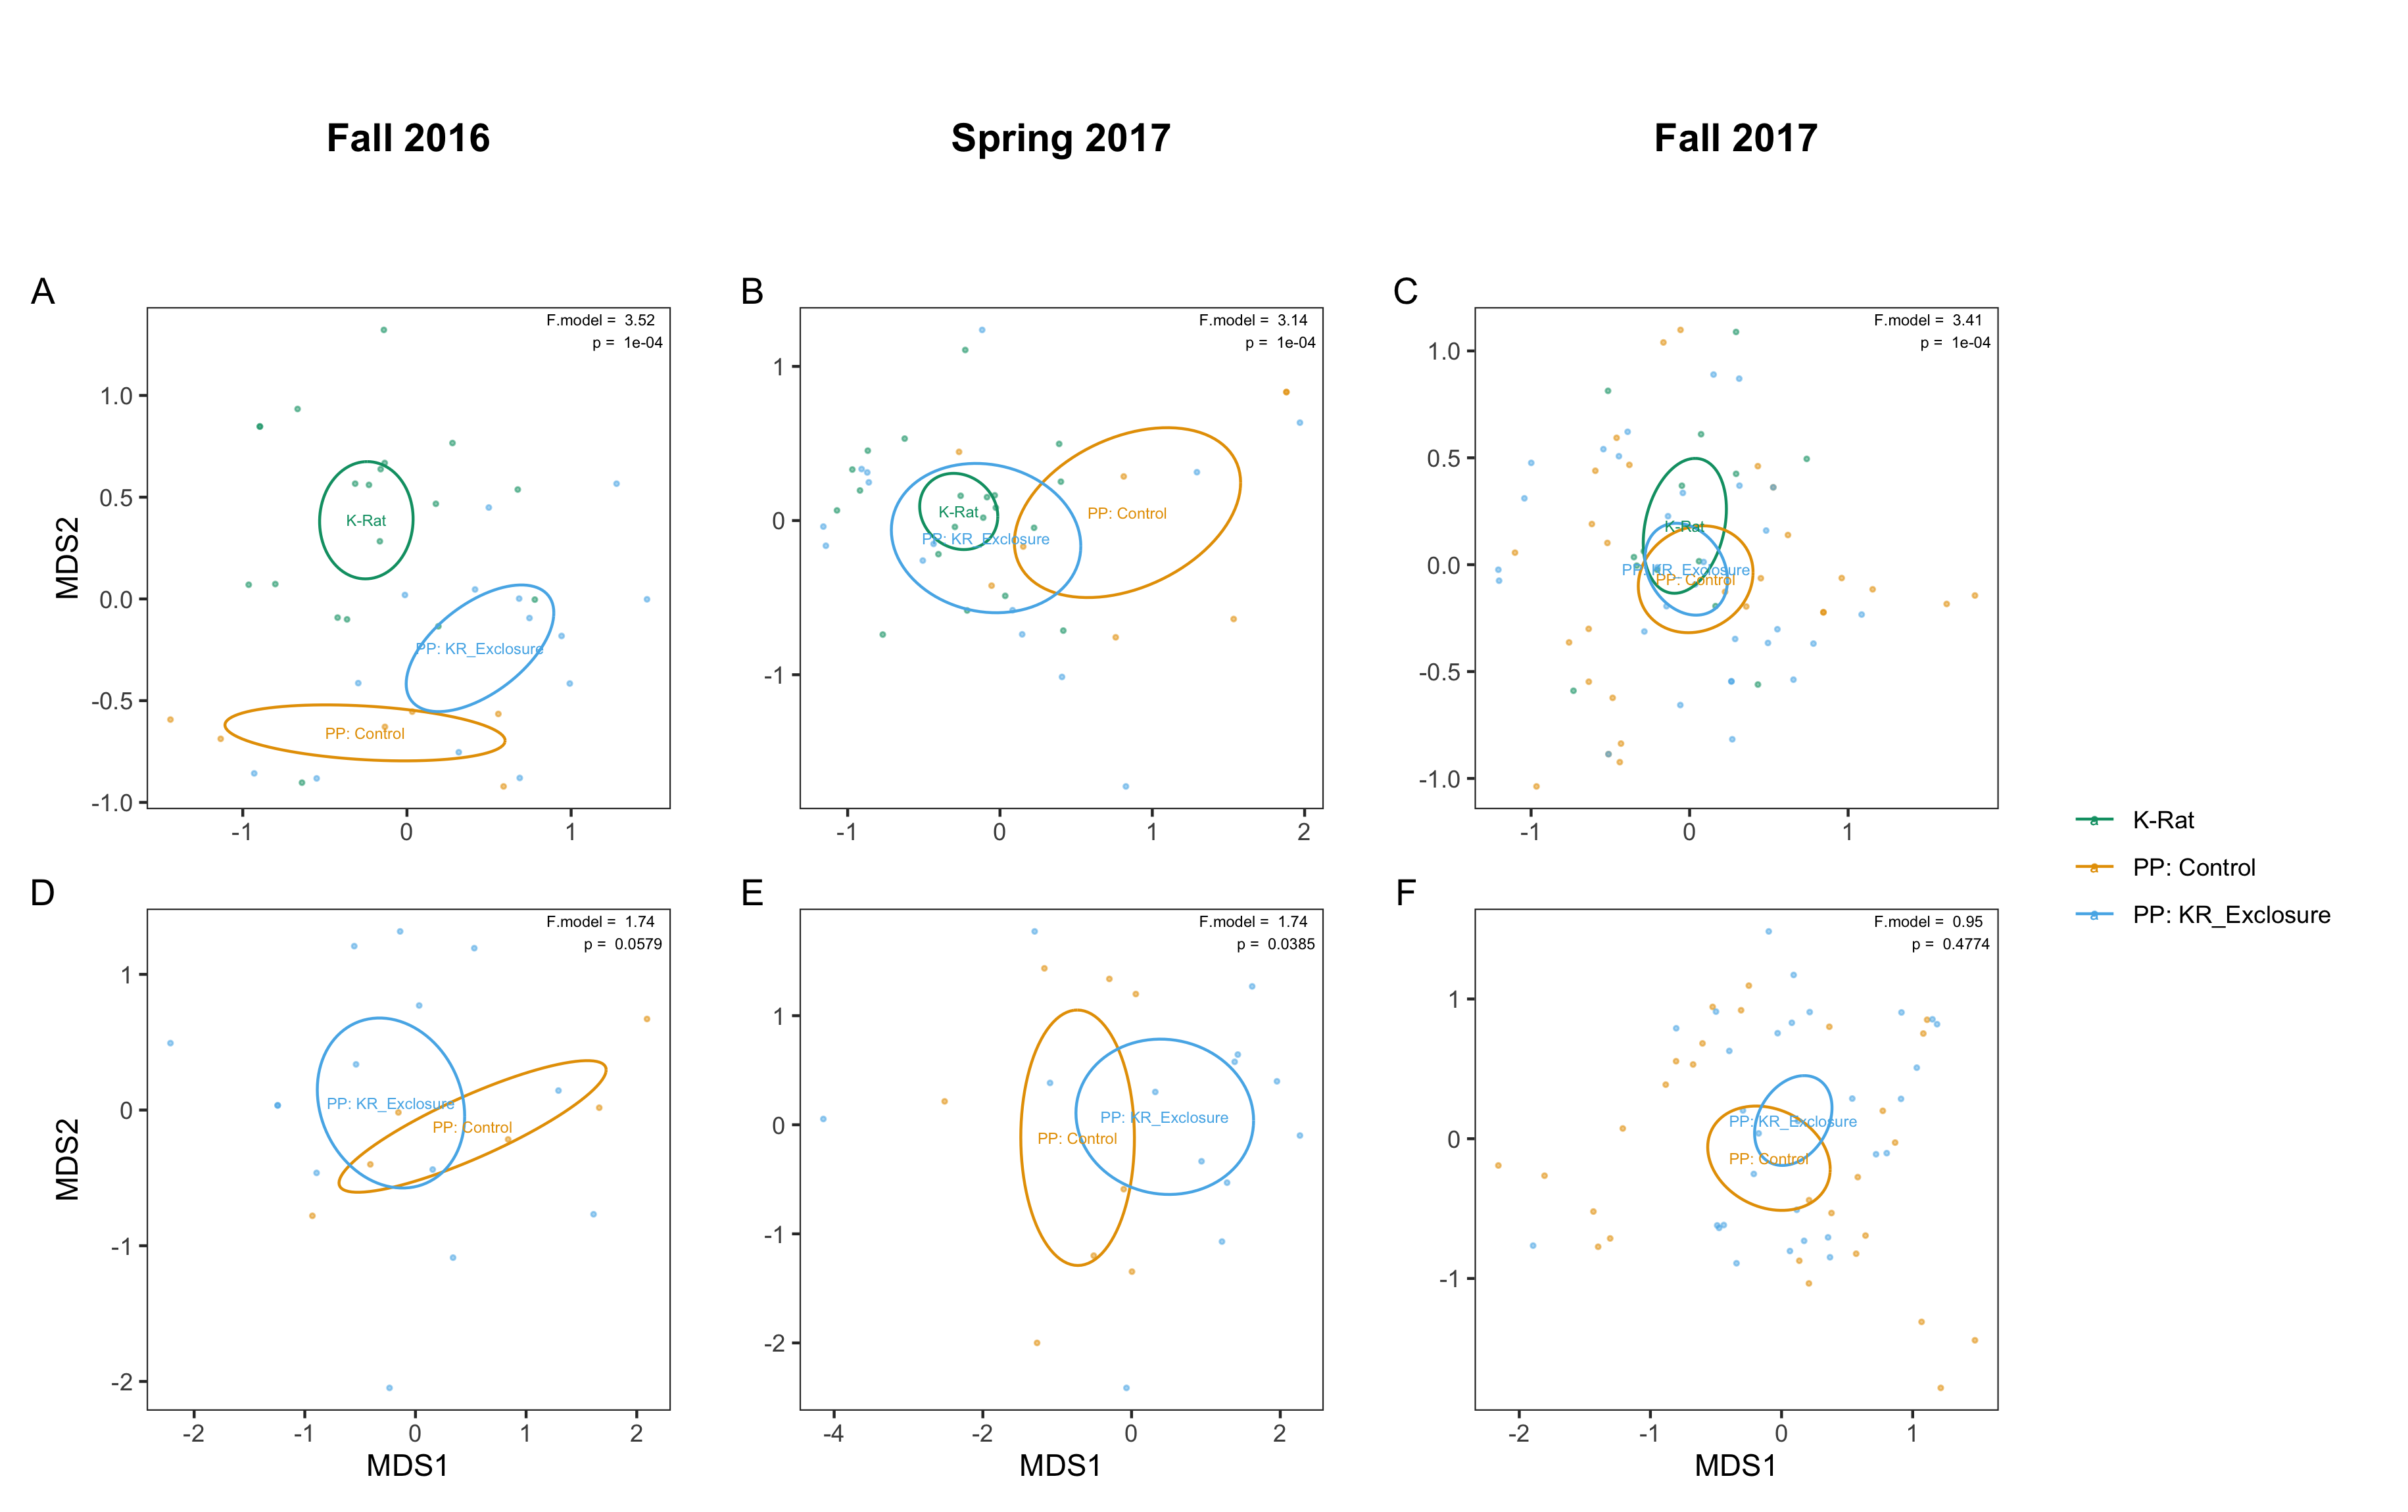 Fall 2016
Spring 2017
Fall 2017
A
B
C
F.model = 3.52
p = 1e-04
F.model = 3.14
p = 1e-04
F.model = 3.41
p = 1e-04
MDS2
1.0
0.5
0.0
-0.5
-1.0
K-Rat
PP: KR_Exclosure
PP: Control
-1
0
1
1
0
-1
K-Rat
PP: Control
PP: KR_Exclosure
-1
0
1
2
1.0
0.5
0.0
-0.5
-1.0
K-Rat
PP: KR_Exclosure
PP: Control
-1
0
1
a K-Rat
a PP: Control
a PP: KR_Exclosure
D
E
F
F.model = 1.74
p = 0.0579
F.model = 1.74
p = 0.0385
F.model = 0.95
p = 0.4774
MDS2
1
0
-1
-2
PP: KR_Exclosure
PP: Control
-2
-1
0
1
2
MDS1
1
0
-1
-2
PP: KR_Exclosure
PP: Control
-4
-2
0
2
MDS1
1
0
-1
PP: KR_Exclosure
PP: Control
-2
-1
0
1
MDS1